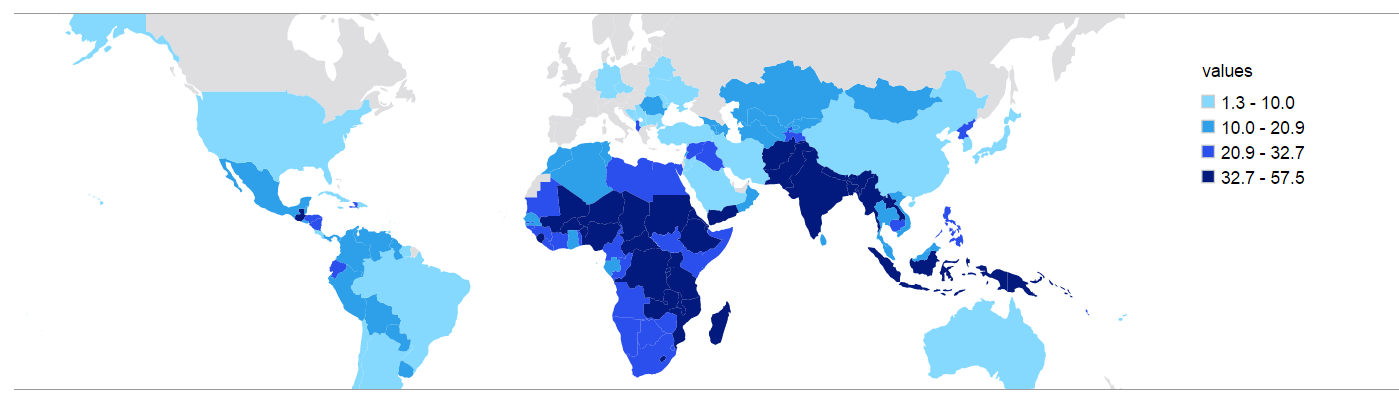 values
1.3 - 10.0
10.0 - 20.9
20.9 - 32.7
32.7 - 57.5